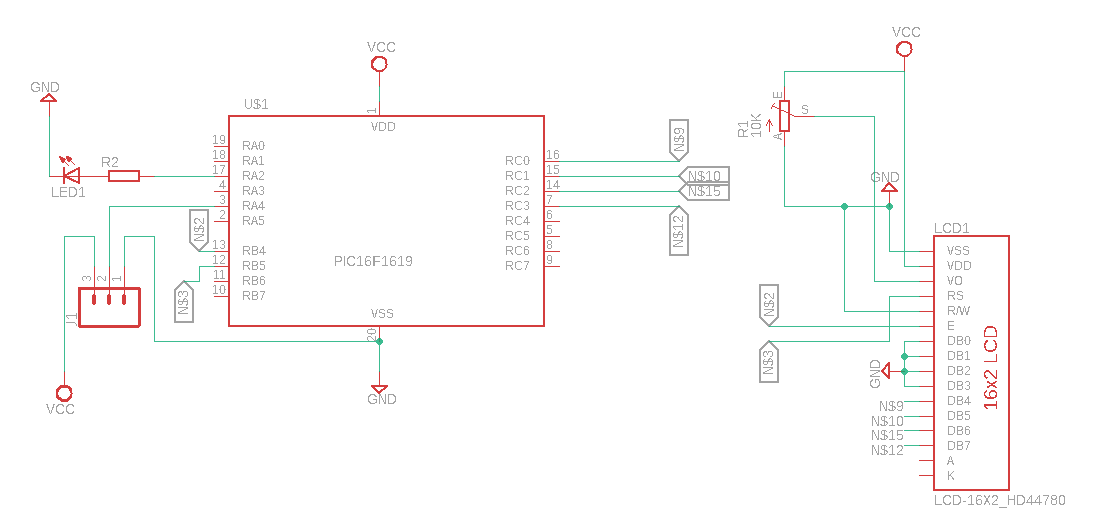 VCC
GND
U$1
1
VDD
19 RA0
18 RA1
17 RA2
4 RA3
3 RA4
2 RA5
13 RB4
12 RB5
11 RB6
10 RB7
RC0 16
RC1 15
RC2 14
RC3 7
RC4 6
RC5 5
RC6 8
RC7 9
PIC16F1619
VSS
20
GND
LED1
R2
N$2
N$3
3 2 1
J1
VCC
N$9
N$10
N$15
N$12
VCC
R1
10K
E
S
A
GND
N$2
N$3
LCD1
VSS
VDD
VO
RS
R/W
E
DB0
DB1
DB2
DB3
DB4
DB5
DB6
DB7
A
K
16x2 LCD
GND
N$9
N$10
N$15
N$12
LCD-16X2_HD44780